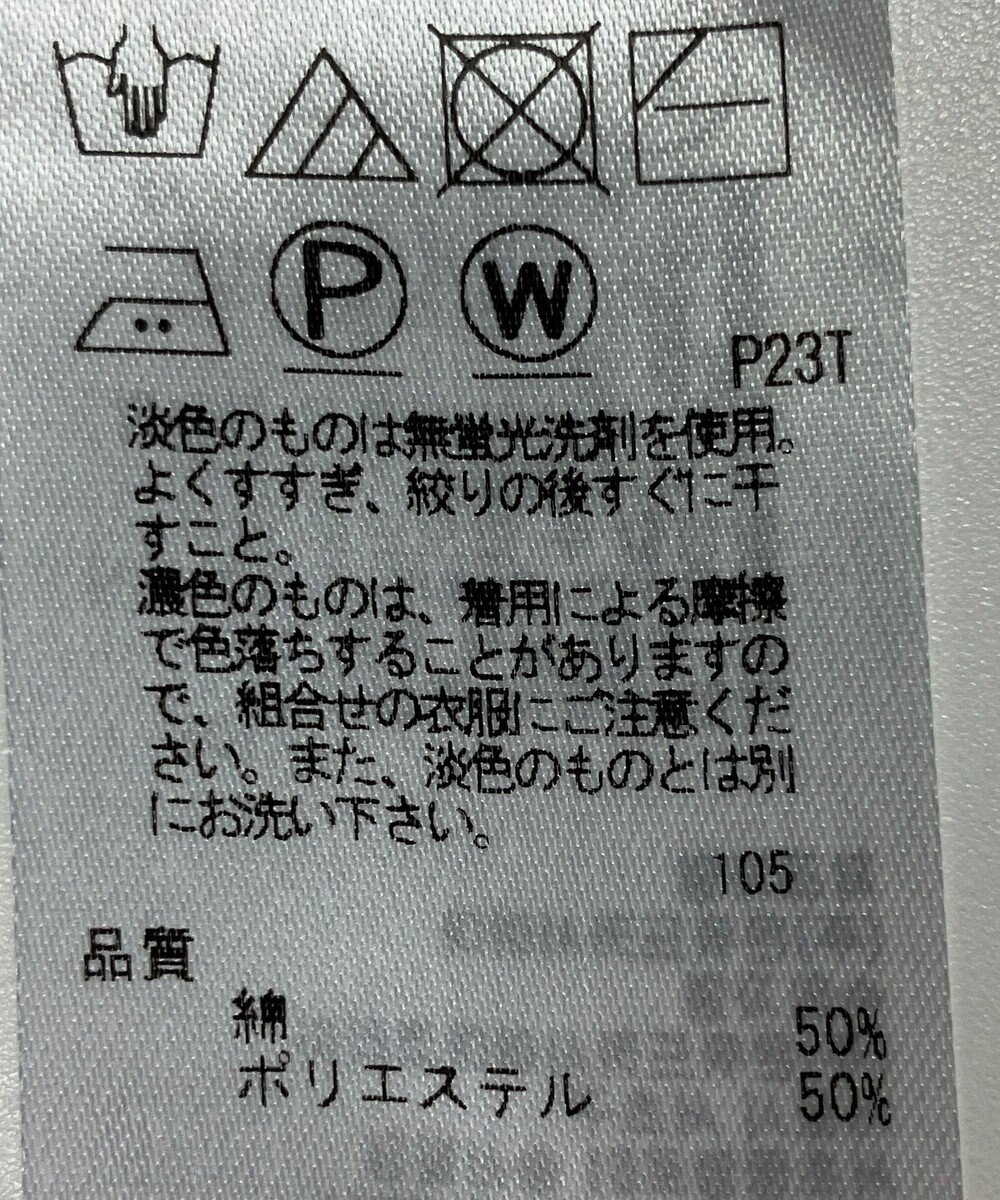 P W
P23T
淡色のものは無蛍光洗剤を使用。
よくすすぎ、絞りの後すぐに干
すこと。
濃色のものは、着用による摩擦
で色落ちすることがありますの
で、組合せの衣服にご注意くだ
さい。また、淡色のものとは別
にお洗い下さい。
105
品質
綿 50%
ポリエステル 50%